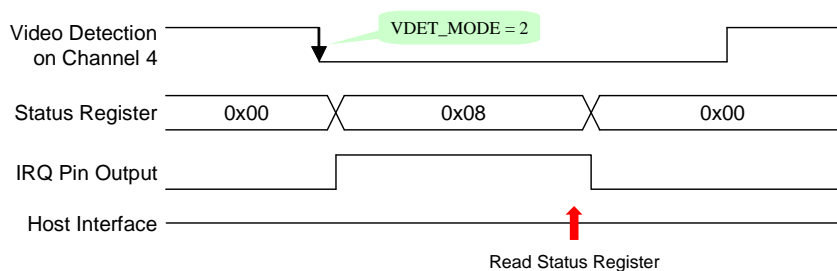 Video Detection
on Channel 4
VDET_MODE = 2
Status Register
0x00
0x08
0x00
IRQ Pin Output
Host Interface
Read Status Register